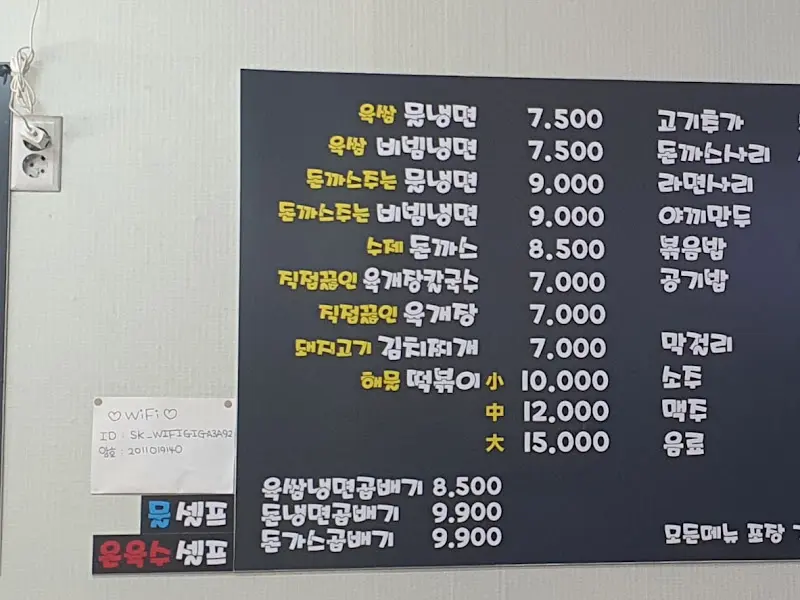 육쌈 물냉면 7.500
육쌈 비빔냉면 7.500
돈까스주는 물냉면 9.000
돈까스주는 비빔냉면 9.000
수제 돈까스 8.500
직접끓인 육개장칼국수 7.000
직접끓인 육개장 7.000
돼지고기 김치찌개 7.000
해물 떡볶이 小 10.000
中 12.000
大 15.000
육쌈냉면곱배기 8.500
돈냉면곱배기 9.900
돈가스곱배기 9.900
고기추가
돈까스사리
라면사리
야끼만두
볶음밥
공기밥
막걸리
소주
맥주
음료
모든메뉴 포장
♡WiFi♡
ID : SK_WIFIGIGA3A92
암호 : 2011019140
물 셀프
온육수 셀프